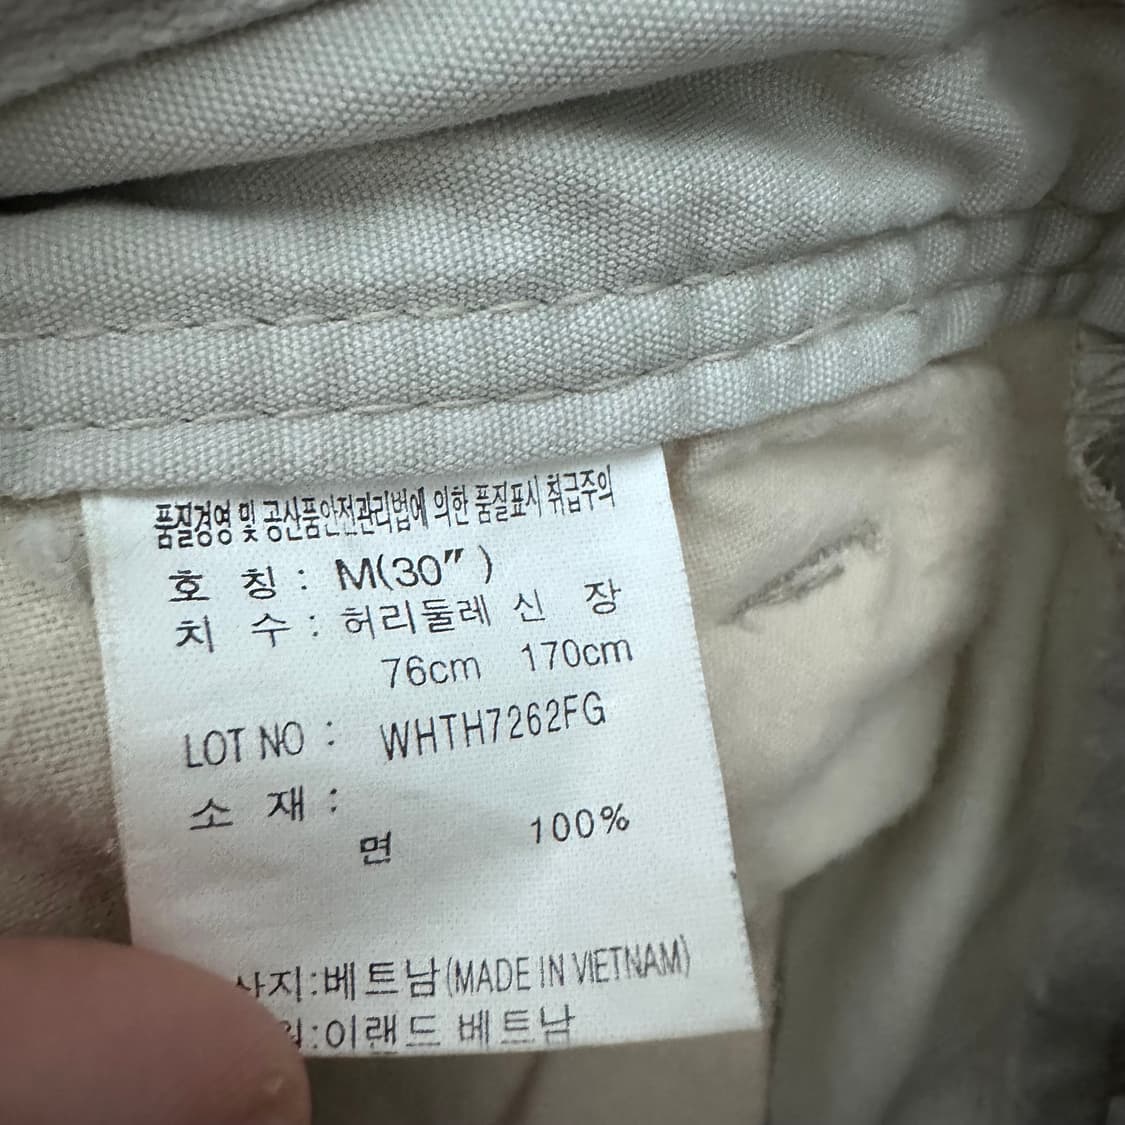 품질경영 및 공산품안전관리법에 의한 품질표시 취급주의
호 칭 : M(30″)
치 수 : 허리둘레 신 장
76cm 170cm
LOT NO : WHTH7262FG
소 재 :
면 100%
산지:베트남(MADE IN VIETNAM)
:이랜드 베트남